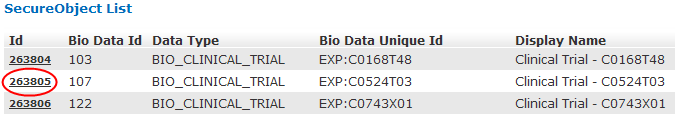 SecureObject List
Id Bio Data Id Data Type Bio Data Unique Id Display Name
263804 103 BIO_CLINICAL_TRIAL EXP:C0168T48 Clinical Trial - C0168T48
263805 107 BIO_CLINICAL_TRIAL EXP:C0524T03 Clinical Trial - C0524T03
263806 122 BIO_CLINICAL_TRIAL EXP:C0743X01 Clinical Trial - C0743X01